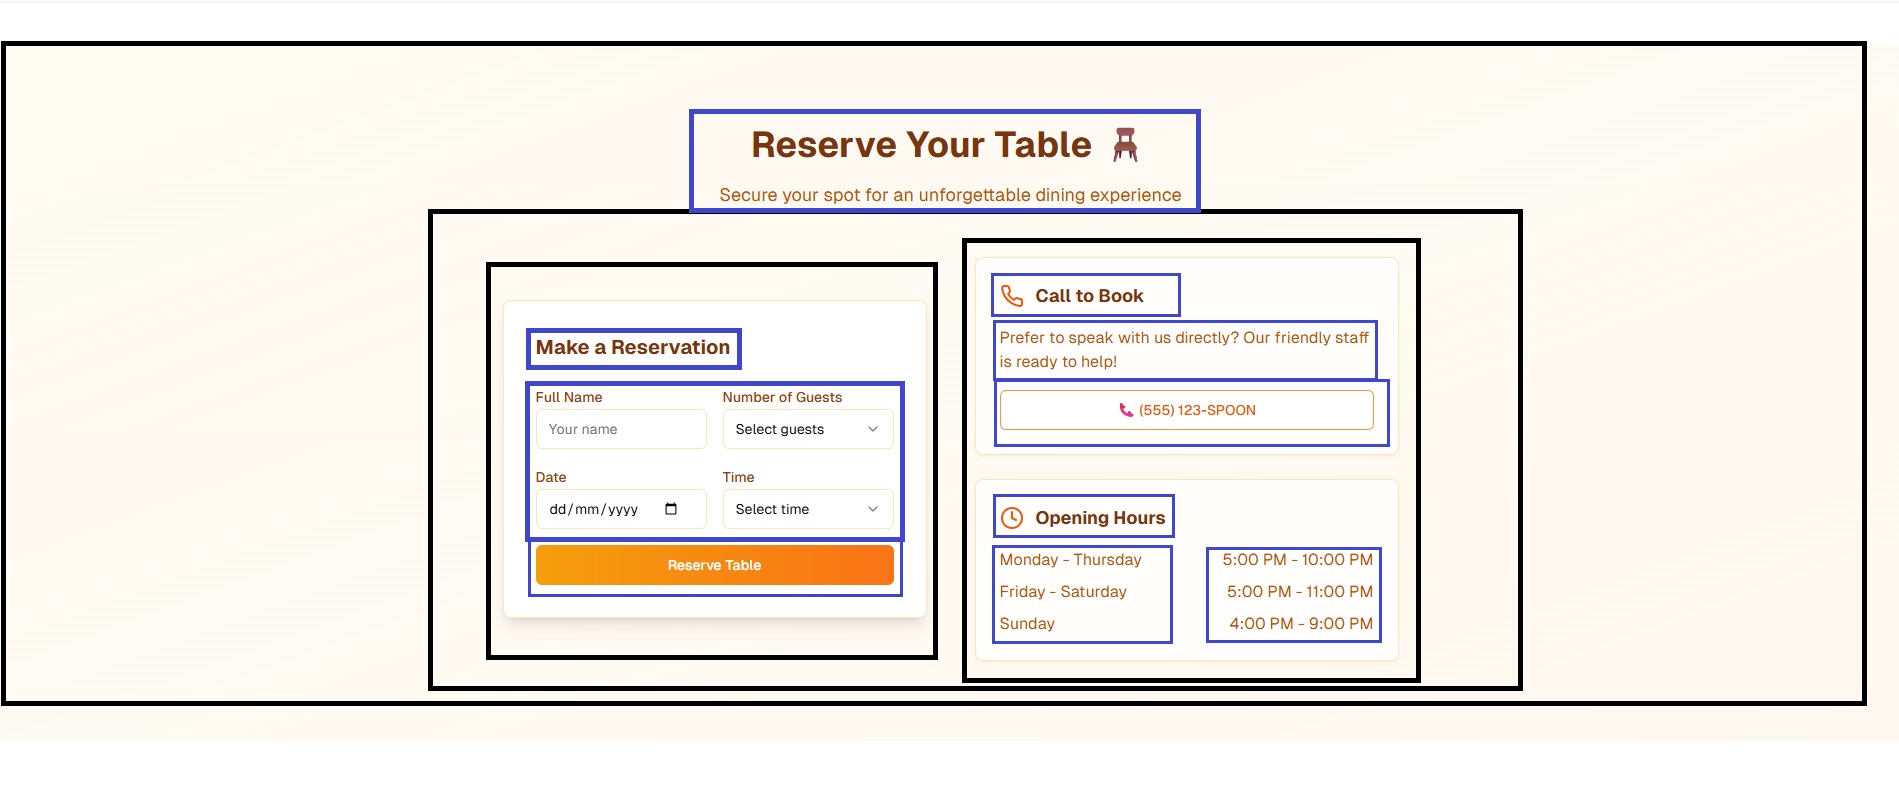 Reserve Your Table
Secure your spot for an unforgettable dining experience
Make a Reservation
Full Name
Number of Guests
Your name
Select guests
Date
Time
dd/mm/yyyy
Select time
Reserve Table
Call to Book
Prefer to speak with us directly? Our friendly staff
is ready to help!
(555) 123-SPOON
Opening Hours
Monday - Thursday 5:00 PM - 10:00 PM
Friday - Saturday 5:00 PM - 11:00 PM
Sunday 4:00 PM - 9:00 PM